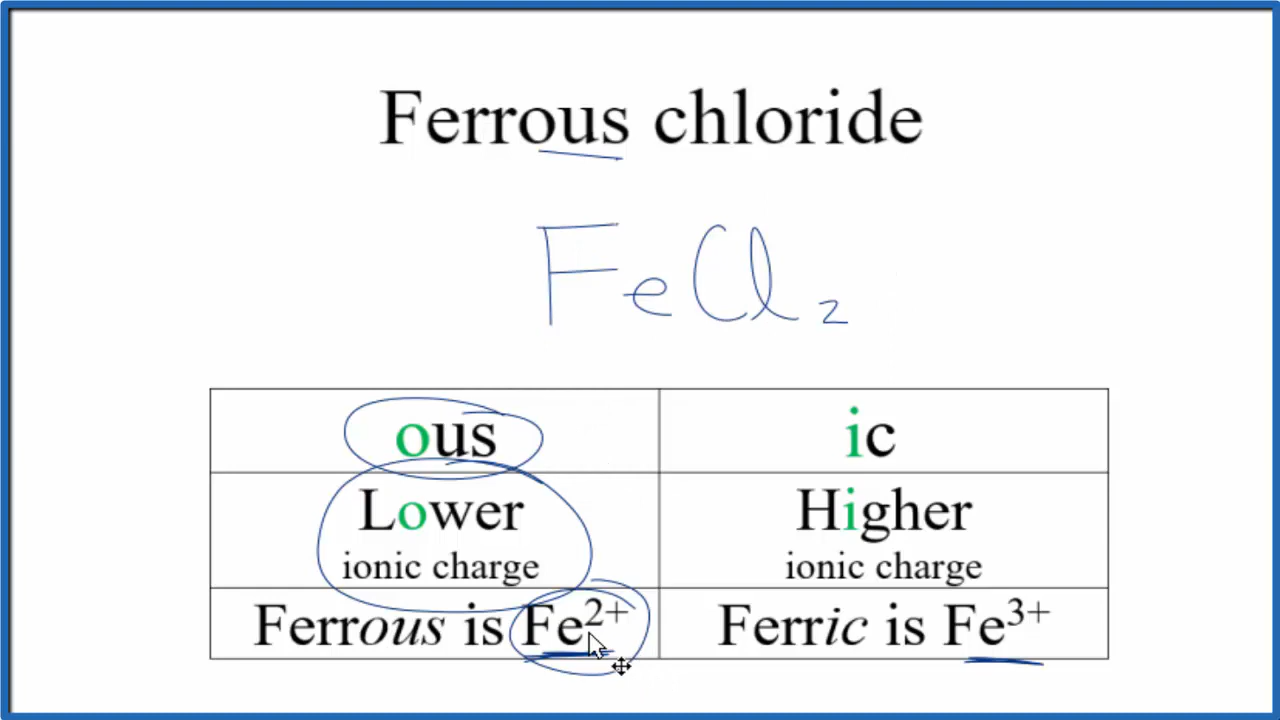 Ferrous chloride
FeCl₂
ous
ic
Lower
ionic charge
Higher
ionic charge
Ferrous is Fe²⁺
Ferric is Fe³⁺